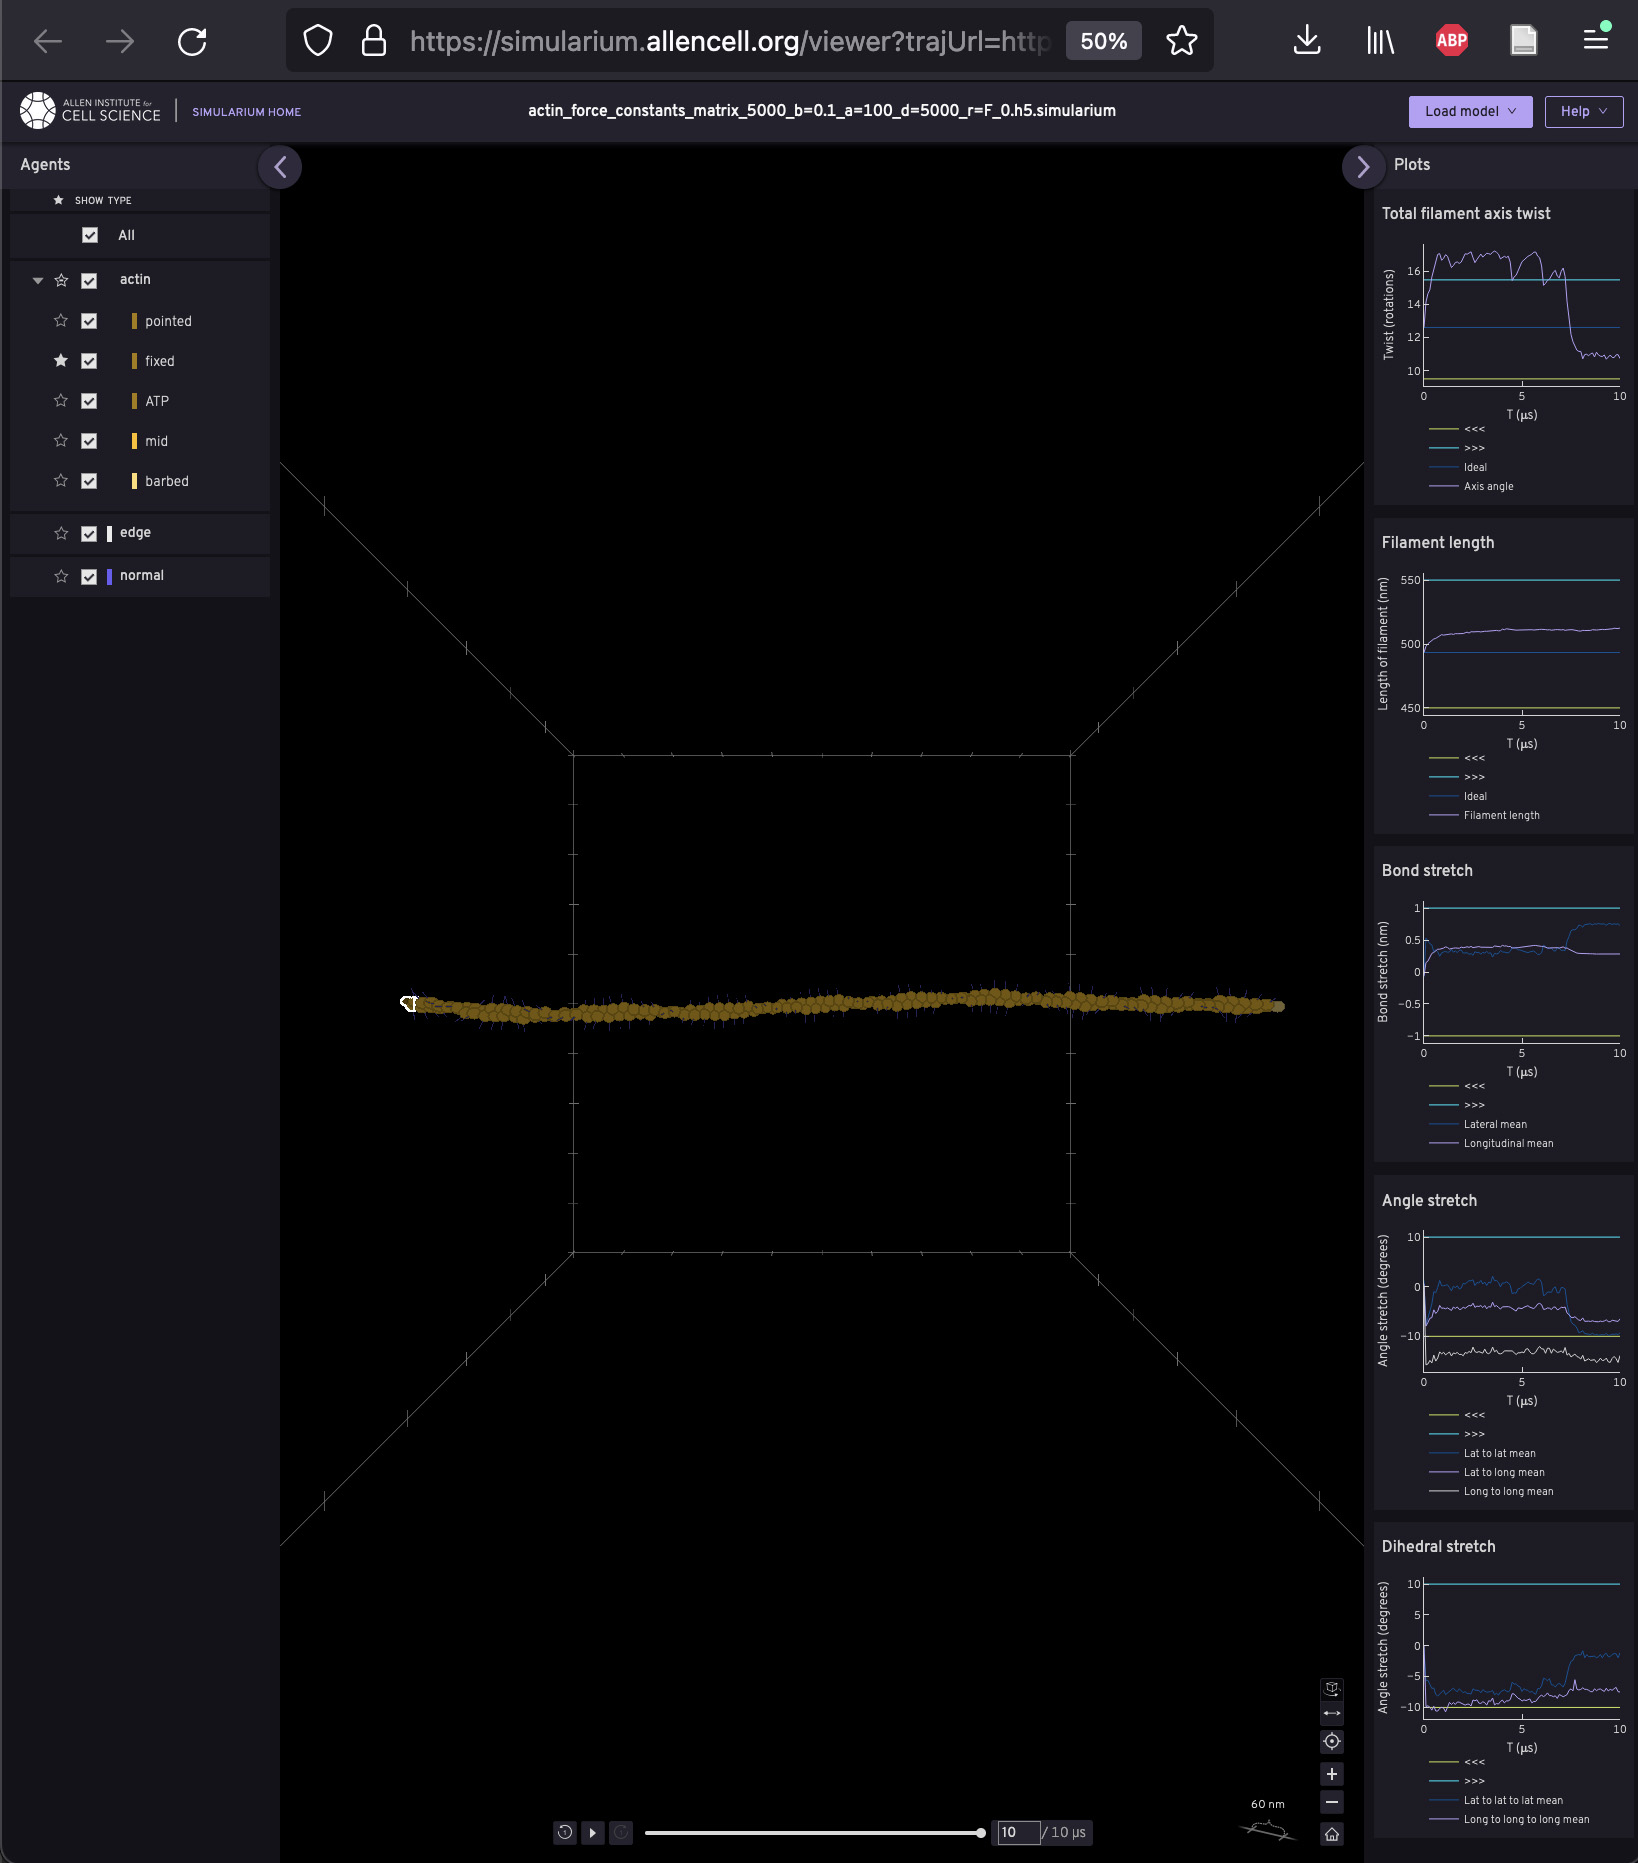 https://simularium.allencell.org/viewer?trajUrl=http
50%
ABP
ALLEN INSTITUTE for
CELL SCIENCE
SIMULARIUM HOME
actin_force_constants_matrix_5000_b=0.1_a=100_d=5000_r=F_0.h5.simularium
Load model
Help
Agents
SHOW TYPE
All
actin
pointed
fixed
ATP
mid
barbed
edge
normal
Plots
Total filament axis twist
Twist (rotations)
16
14
12
10
0
5
10
T (μs)
<<<
>>>
Ideal
Axis angle
Filament length
Length of filament (nm)
550
500
450
0
5
10
T (μs)
<<<
>>>
Ideal
Filament length
Bond stretch
Bond stretch (nm)
1
0.5
0
−0.5
−1
0
5
10
T (μs)
<<<
>>>
Lateral mean
Longitudinal mean
Angle stretch
Angle stretch (degrees)
10
0
−10
0
5
10
T (μs)
<<<
>>>
Lat to lat mean
Lat to long mean
Long to long mean
Dihedral stretch
Angle stretch (degrees)
10
5
0
−5
−10
0
5
10
T (μs)
<<<
>>>
Lat to lat to lat mean
Long to long to long mean
60 nm
10 / 10 μs